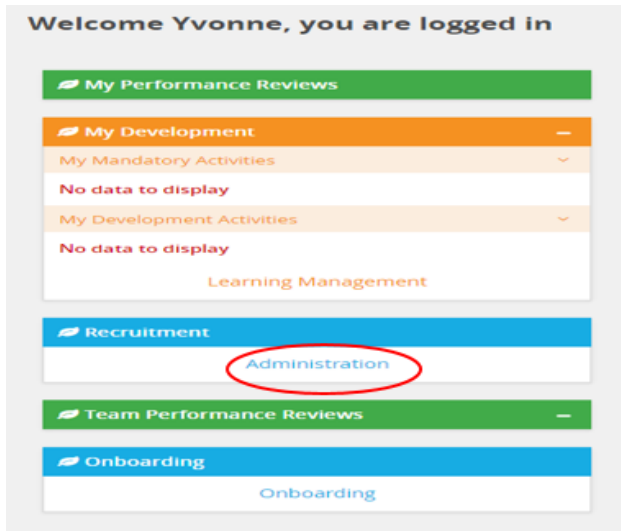 Welcome Yvonne, you are logged in
My Performance Reviews
My Development
My Mandatory Activities
No data to display
My Development Activities
No data to display
Learning Management
Recruitment
Administration
Team Performance Reviews
Onboarding
Onboarding